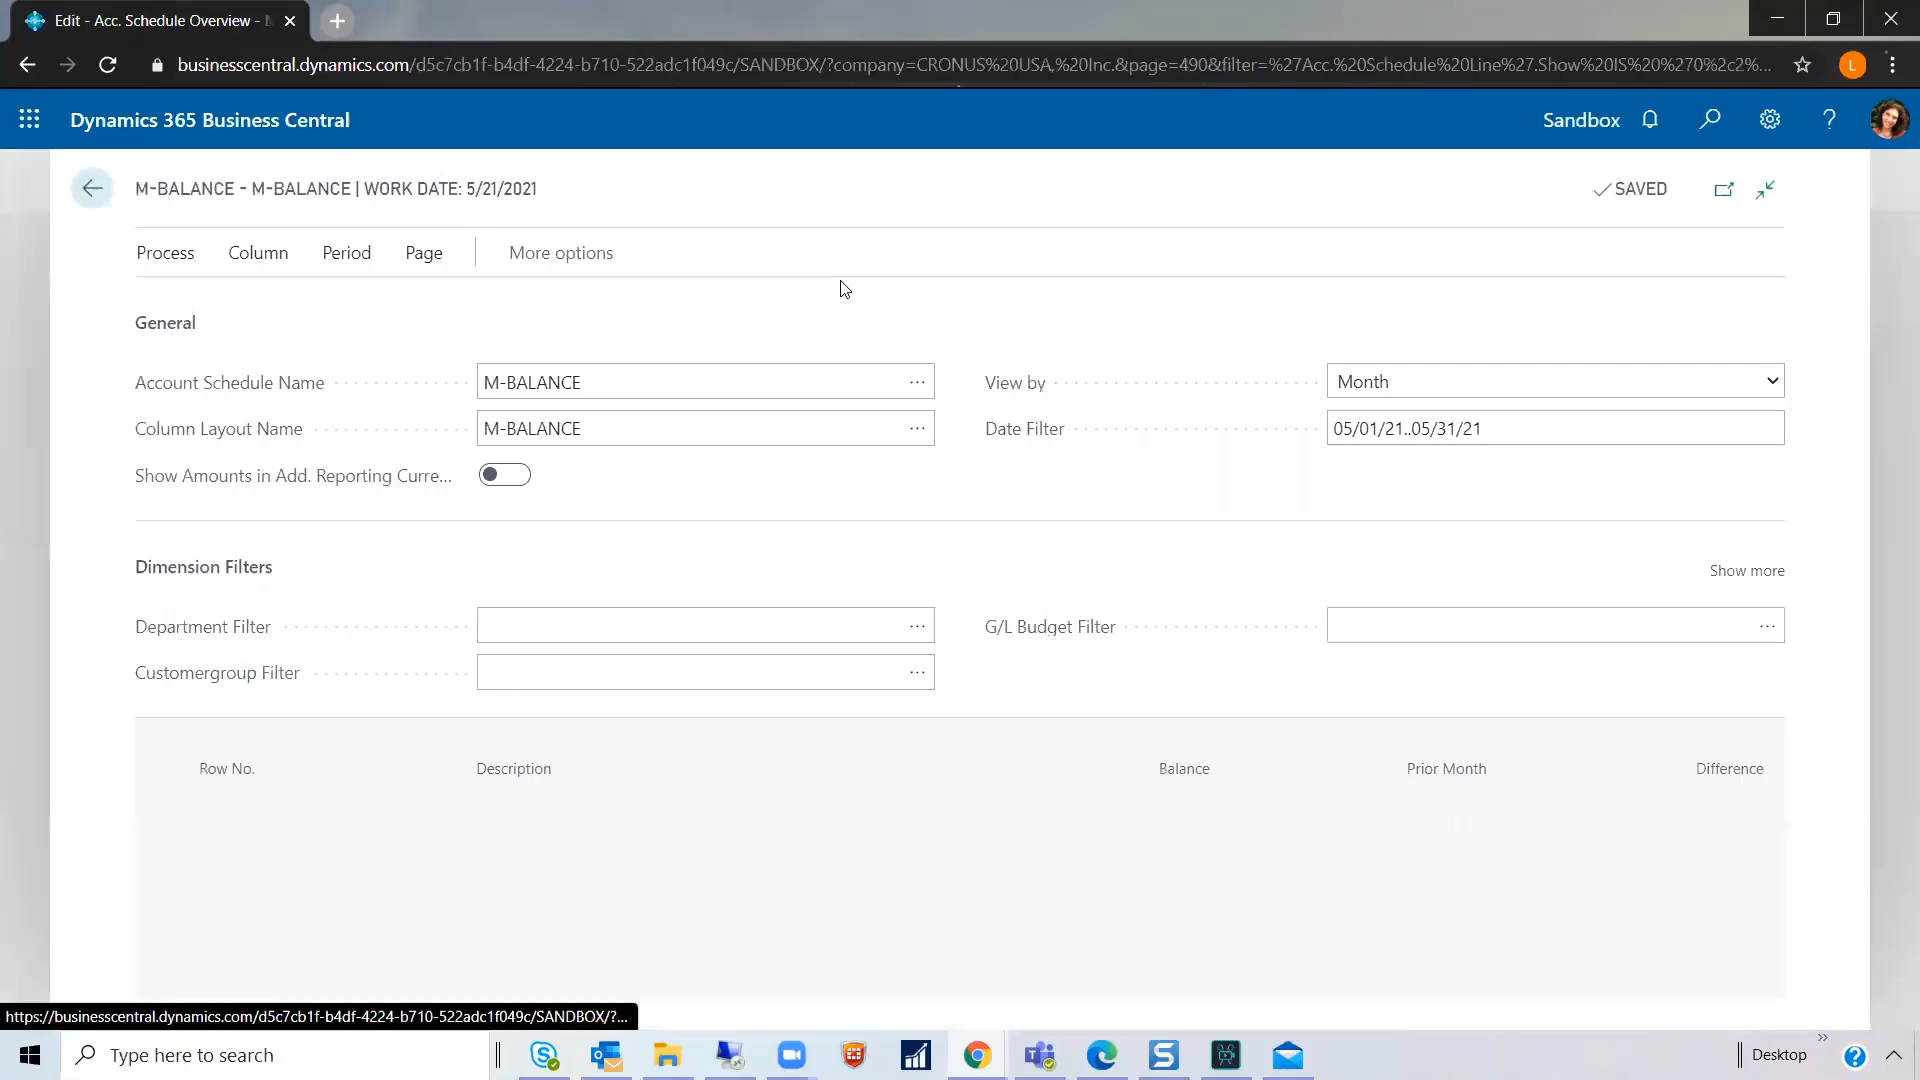 Edit - Acc. Schedule Overview -
businesscentral.dynamics.com/d5c7cb1f-b4df-4224-b710-522adc1f049c/SANDBOX/?company=CRONUS%20USA,%20Inc.&page=490&filter=%27Acc.%20Schedule%20Line%27.Show%20IS%20%270%2c2%...
L
Dynamics 365 Business Central
Sandbox
M-BALANCE - M-BALANCE | WORK DATE: 5/21/2021
SAVED
Process Column Period Page More options
General
Account Schedule Name M-BALANCE ... View by Month
Column Layout Name M-BALANCE ... Date Filter 05/01/21..05/31/21
Show Amounts in Add. Reporting Curre...
Dimension Filters
Show more
Department Filter ... G/L Budget Filter ...
Customergroup Filter ...
Row No. Description Balance Prior Month Difference
https://businesscentral.dynamics.com/d5c7cb1f-b4df-4224-b710-522adc1f049c/SANDBOX/?...
Type here to search
Desktop